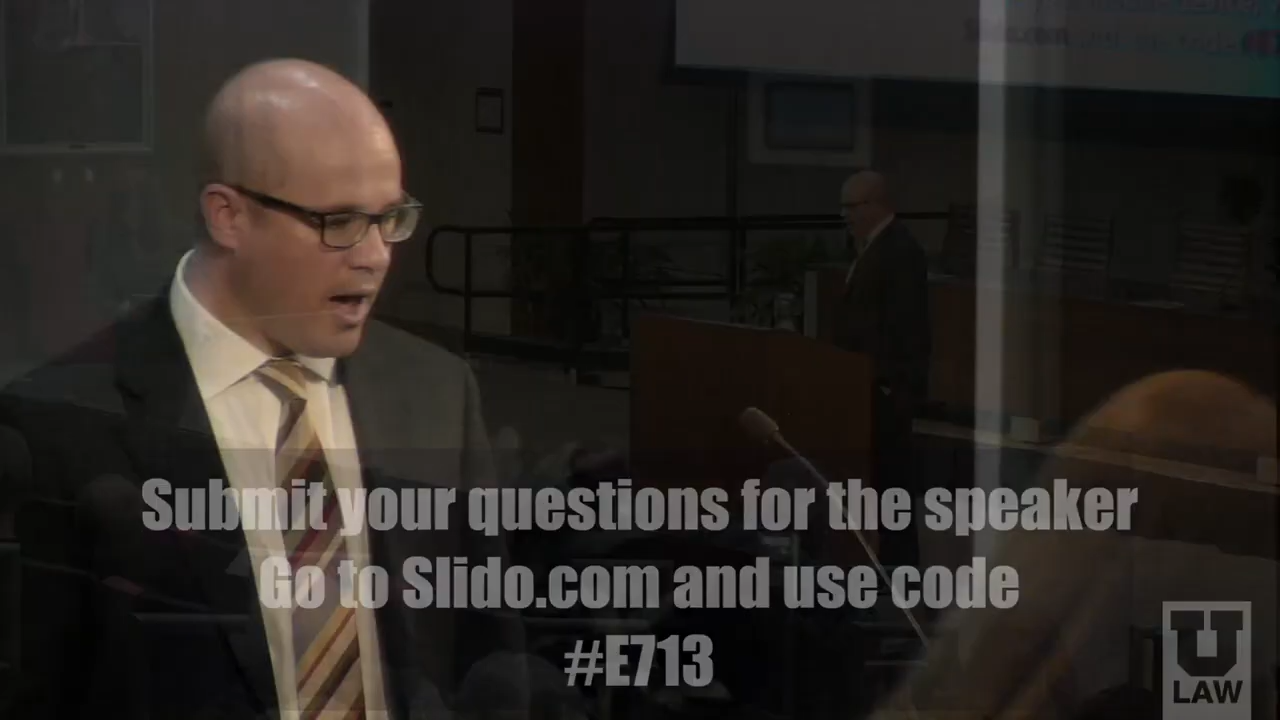 Submit your questions for the speaker
Go to Slido.com and use code
#E713
U
LAW